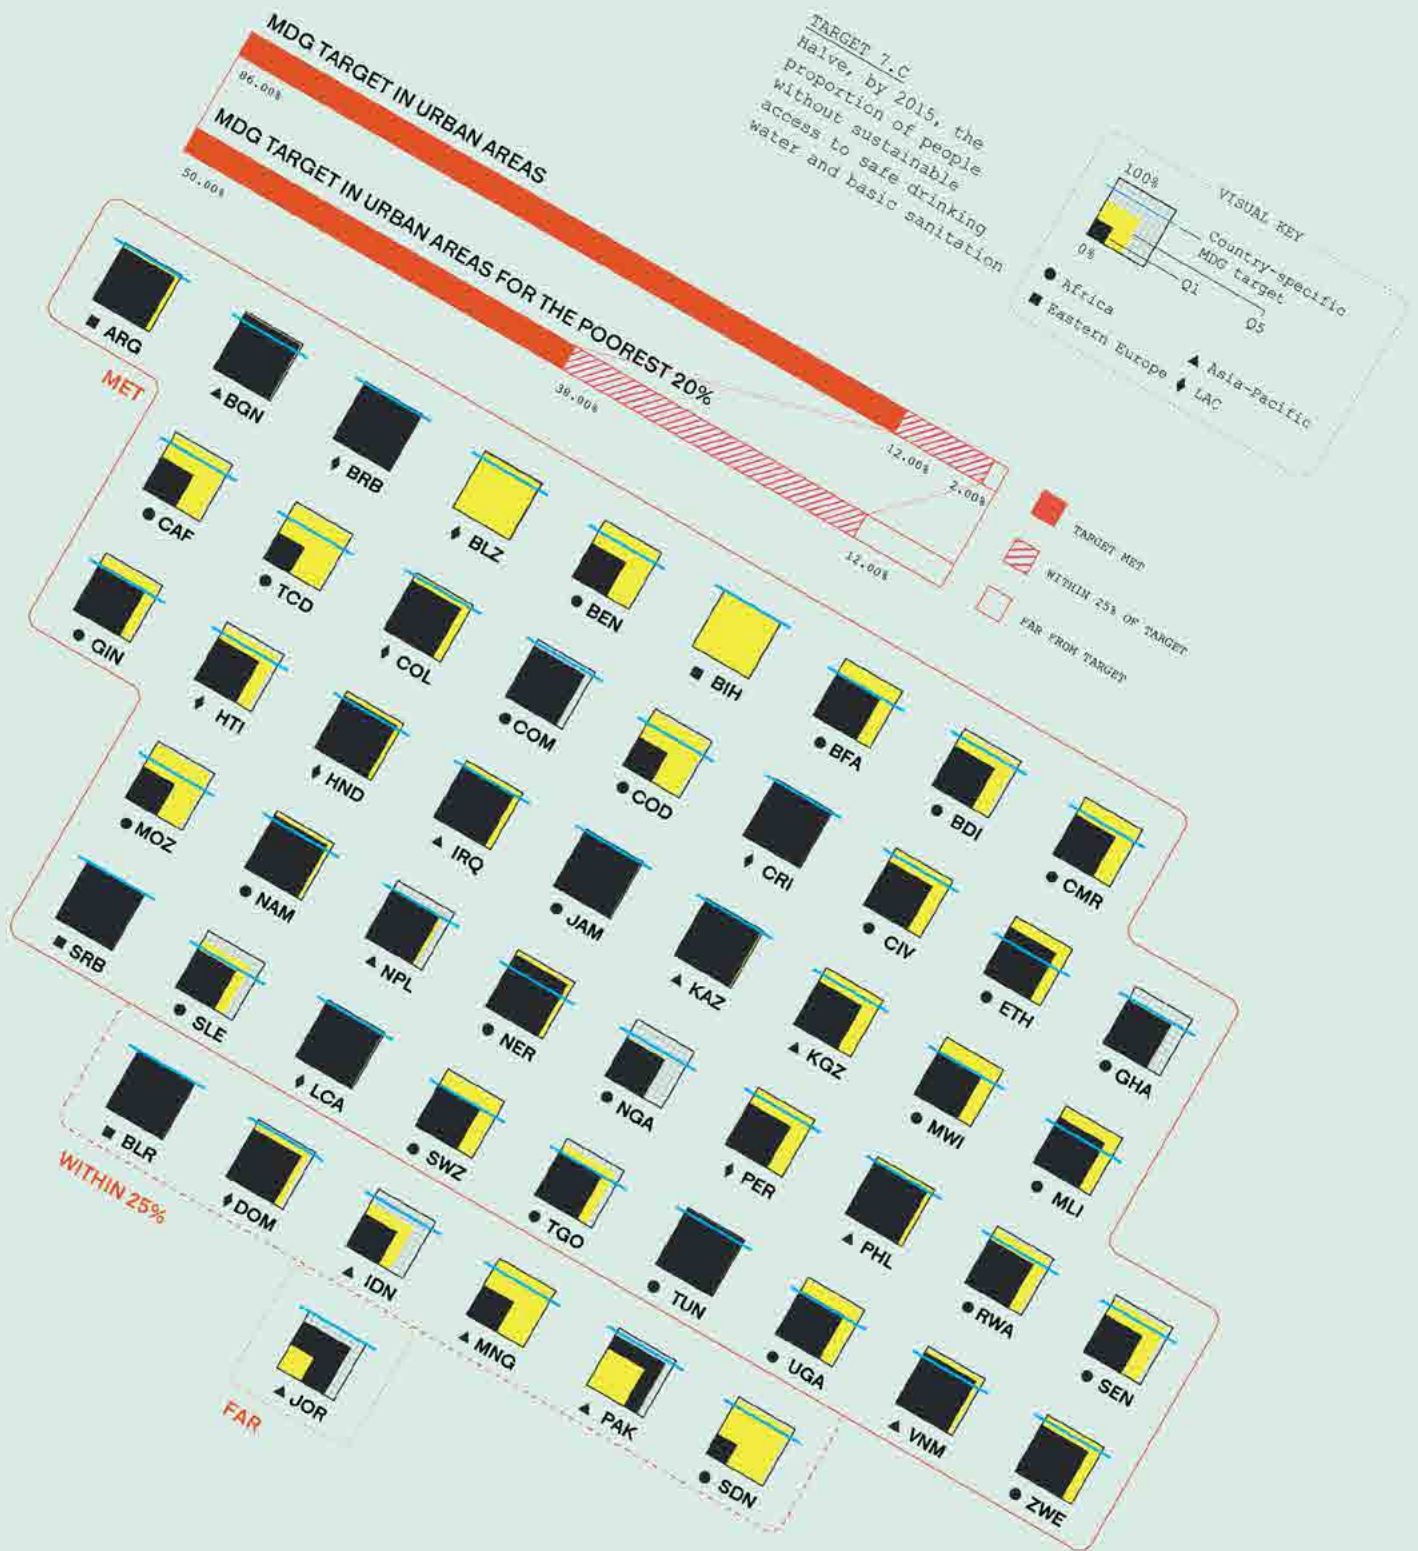 MDG TARGET IN URBAN AREAS
86.00%
12.00%
2.00%
MDG TARGET IN URBAN AREAS FOR THE POOREST 20%
50.00%
38.00%
12.00%
TARGET 7.C
Halve, by 2015, the
proportion of people
without sustainable
access to safe drinking
water and basic sanitation
VISUAL KEY
100%
0%
Country-specific
MDG target
Q1
Q5
Africa
Eastern Europe
Asia-Pacific
LAC
TARGET MET
WITHIN 25% OF TARGET
FAR FROM TARGET
MET
ARG
BGN
BRB
BLZ
BEN
BIH
BFA
BDI
CMR
CAF
TCD
COL
COM
COD
CRI
CIV
ETH
GHA
GIN
HTI
HND
IRQ
JAM
KAZ
KGZ
MWI
MLI
MOZ
NAM
NPL
NER
NGA
PER
PHL
RWA
SEN
SRB
SLE
LCA
SWZ
TGO
TUN
UGA
VNM
ZWE
WITHIN 25%
BLR
DOM
IDN
MNG
PAK
SDN
FAR
JOR